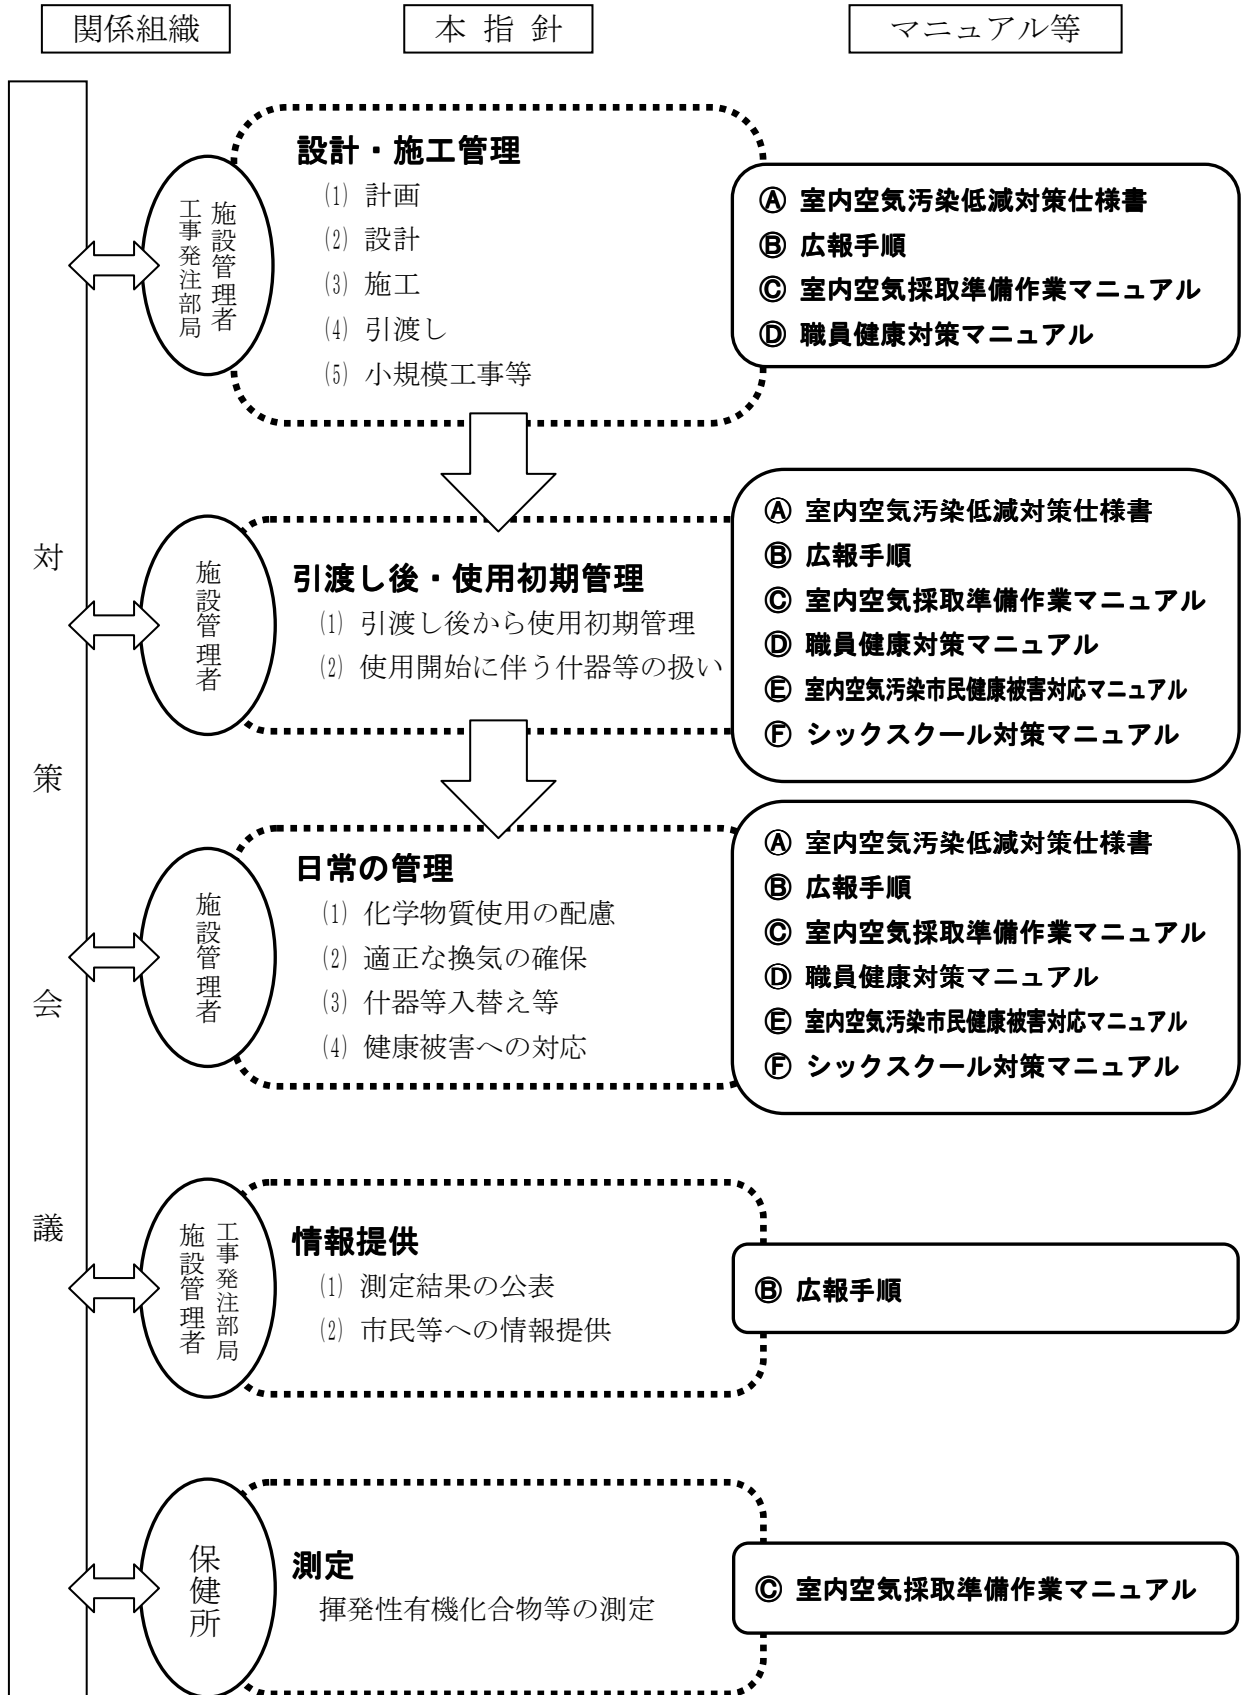 関係組織
本 指 針
マニュアル等
対策会議
施設管理者
工事発注部局
設計・施工管理
⑴ 計画
⑵ 設計
⑶ 施工
⑷ 引渡し
⑸ 小規模工事等
Ⓐ 室内空気汚染低減対策仕様書
Ⓑ 広報手順
Ⓒ 室内空気採取準備作業マニュアル
Ⓓ 職員健康対策マニュアル
施設管理者
引渡し後・使用初期管理
⑴ 引渡し後から使用初期管理
⑵ 使用開始に伴う什器等の扱い
Ⓐ 室内空気汚染低減対策仕様書
Ⓑ 広報手順
Ⓒ 室内空気採取準備作業マニュアル
Ⓓ 職員健康対策マニュアル
Ⓔ 室内空気汚染市民健康被害対応マニュアル
Ⓕ シックスクール対策マニュアル
施設管理者
日常の管理
⑴ 化学物質使用の配慮
⑵ 適正な換気の確保
⑶ 什器等入替え等
⑷ 健康被害への対応
Ⓐ 室内空気汚染低減対策仕様書
Ⓑ 広報手順
Ⓒ 室内空気採取準備作業マニュアル
Ⓓ 職員健康対策マニュアル
Ⓔ 室内空気汚染市民健康被害対応マニュアル
Ⓕ シックスクール対策マニュアル
工事発注部局
施設管理者
情報提供
⑴ 測定結果の公表
⑵ 市民等への情報提供
Ⓑ 広報手順
保健所
測定
揮発性有機化合物等の測定
Ⓒ 室内空気採取準備作業マニュアル